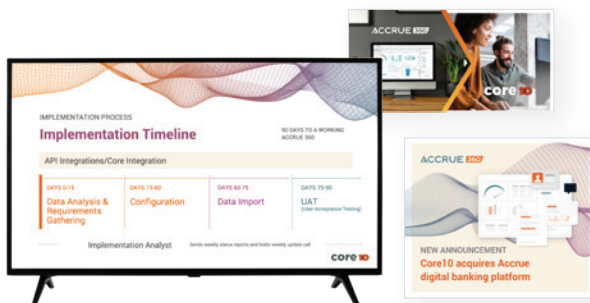 IMPLEMENTATION PROCESS
Implementation Timeline
90 DAYS TO A WORKING
ACCRUE 360
API Integrations/Core Integration
DAYS 0-15
Data Analysis &
Requirements
Gathering
DAYS 15-60
Configuration
DAYS 60-75
Data Import
DAYS 75-90
UAT
(User Acceptance Testing)
Implementation Analyst
Sends weekly status reports and holds weekly update call
core10
ACCRUE 360
core10
ACCRUE 360
NEW ANNOUNCEMENT
Core10 acquires Accrue
digital banking platform